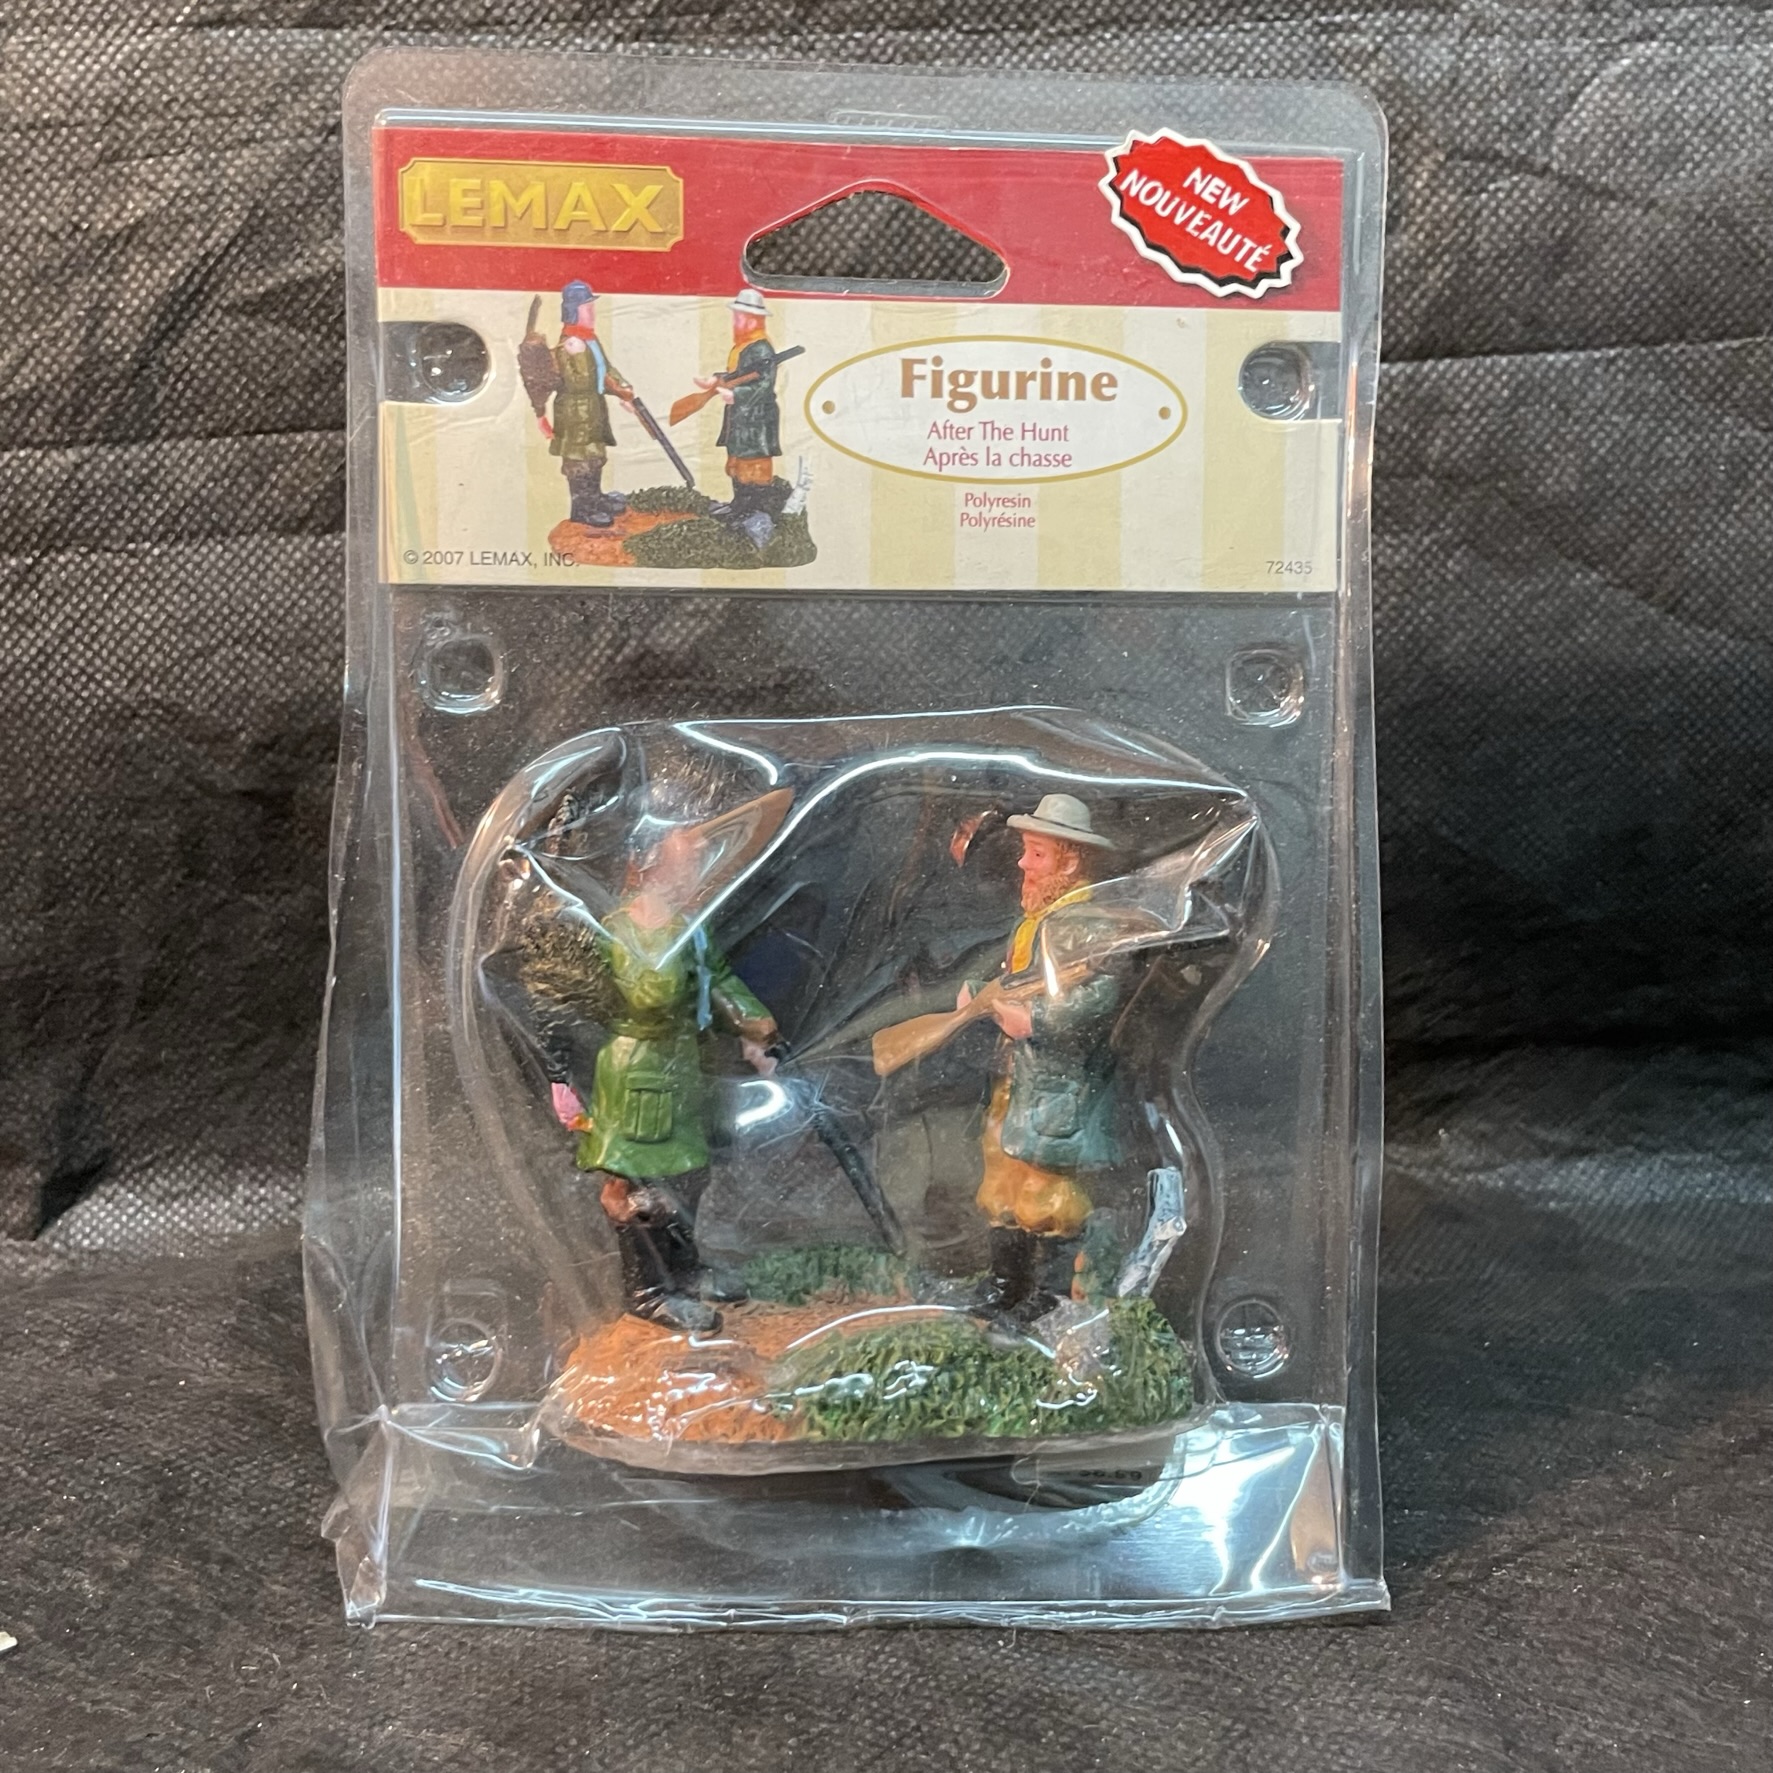 LEMAX
NEW
NOUVEAUTÉ
Figurine
After The Hunt
Après la chasse
Polyresin
Polyrésine
© 2007 LEMAX, INC.
72435